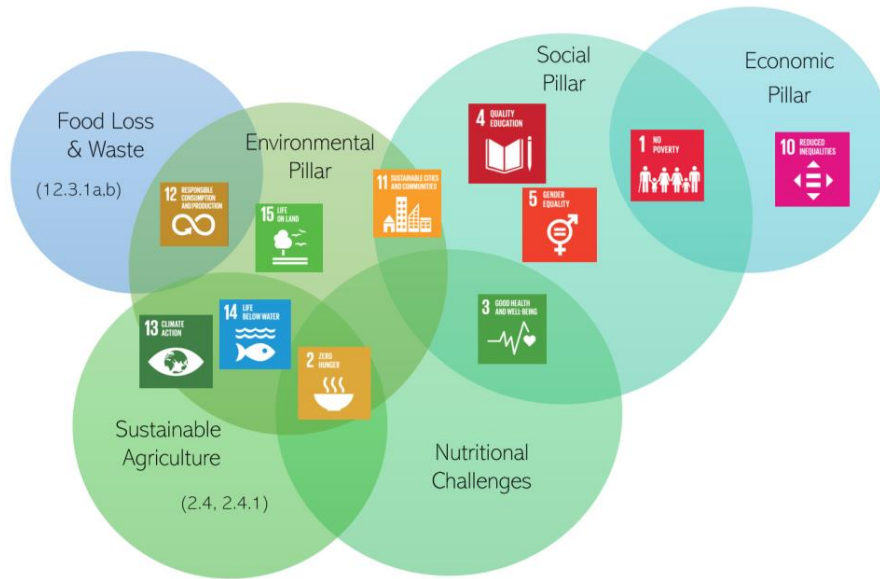 Food Loss
& Waste
(12.3.1a,b)
Environmental
Pillar
Social
Pillar
Economic
Pillar
4 QUALITY
EDUCATION
1 NO
POVERTY
10 REDUCED
INEQUALITIES
12 RESPONSIBLE
CONSUMPTION
AND PRODUCTION
15 LIFE
ON LAND
11 SUSTAINABLE CITIES
AND COMMUNITIES
5 GENDER
EQUALITY
13 CLIMATE
ACTION
14 LIFE
BELOW WATER
2 ZERO
HUNGER
3 GOOD HEALTH
AND WELL-BEING
Sustainable
Agriculture
(2.4, 2.4.1)
Nutritional
Challenges